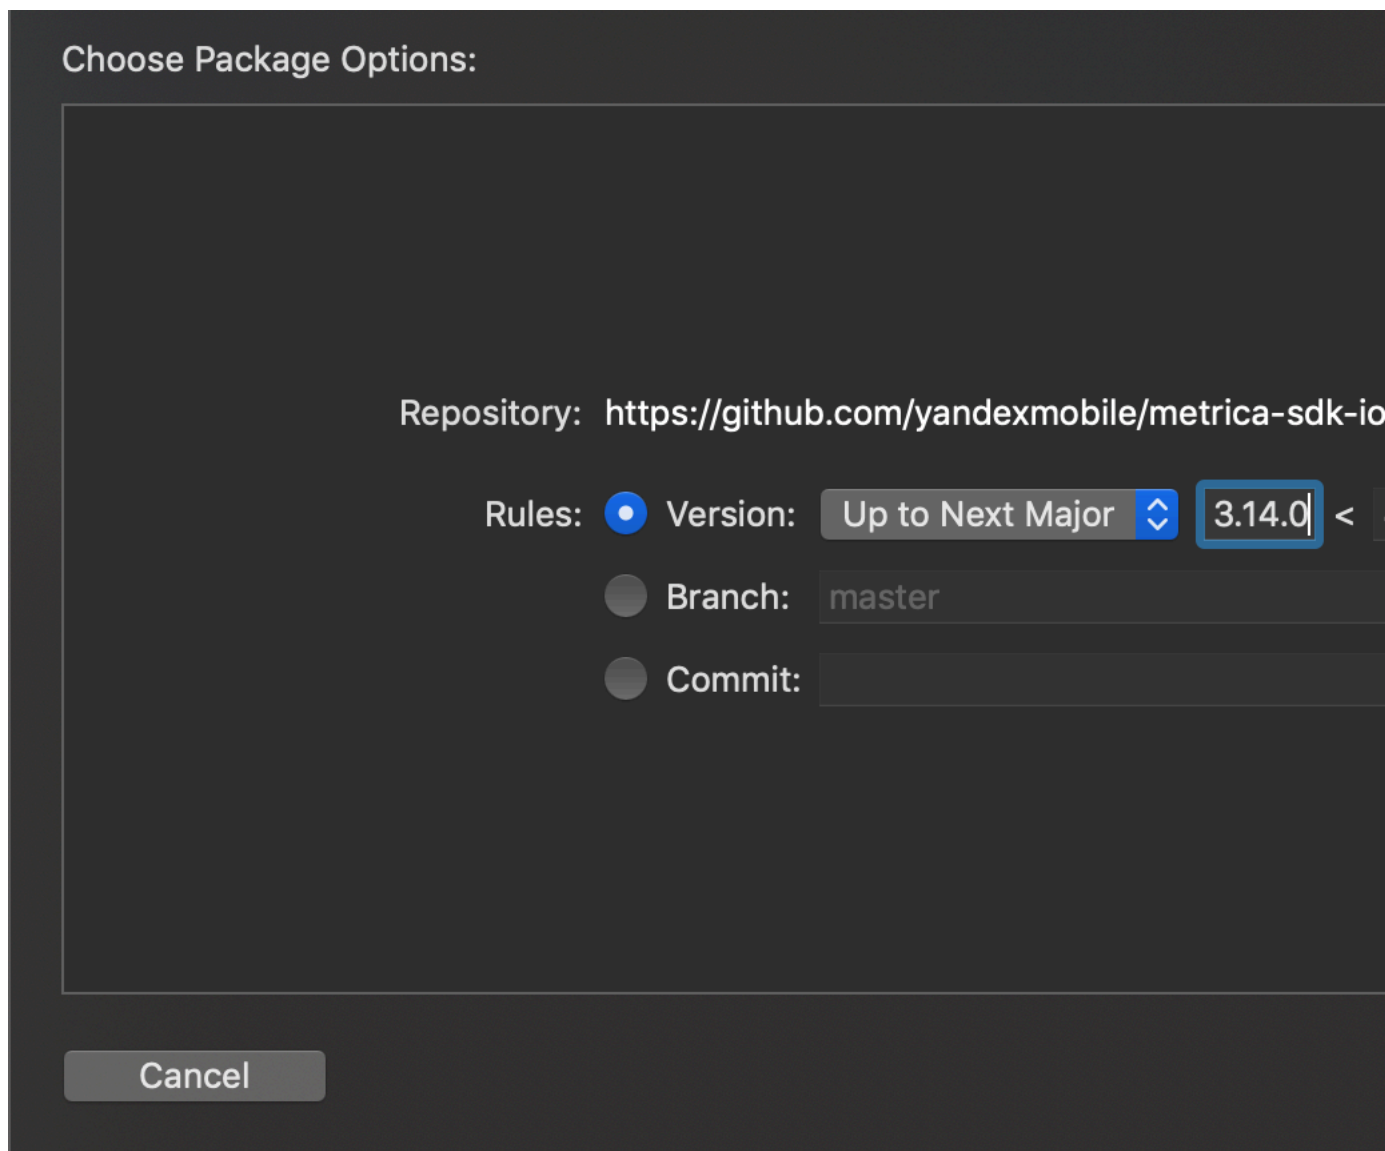 Choose Package Options:
Repository: https://github.com/yandexmobile/metrica-sdk-io
Rules: Version: Up to Next Major 3.14.0 <
Branch: master
Commit:
Cancel